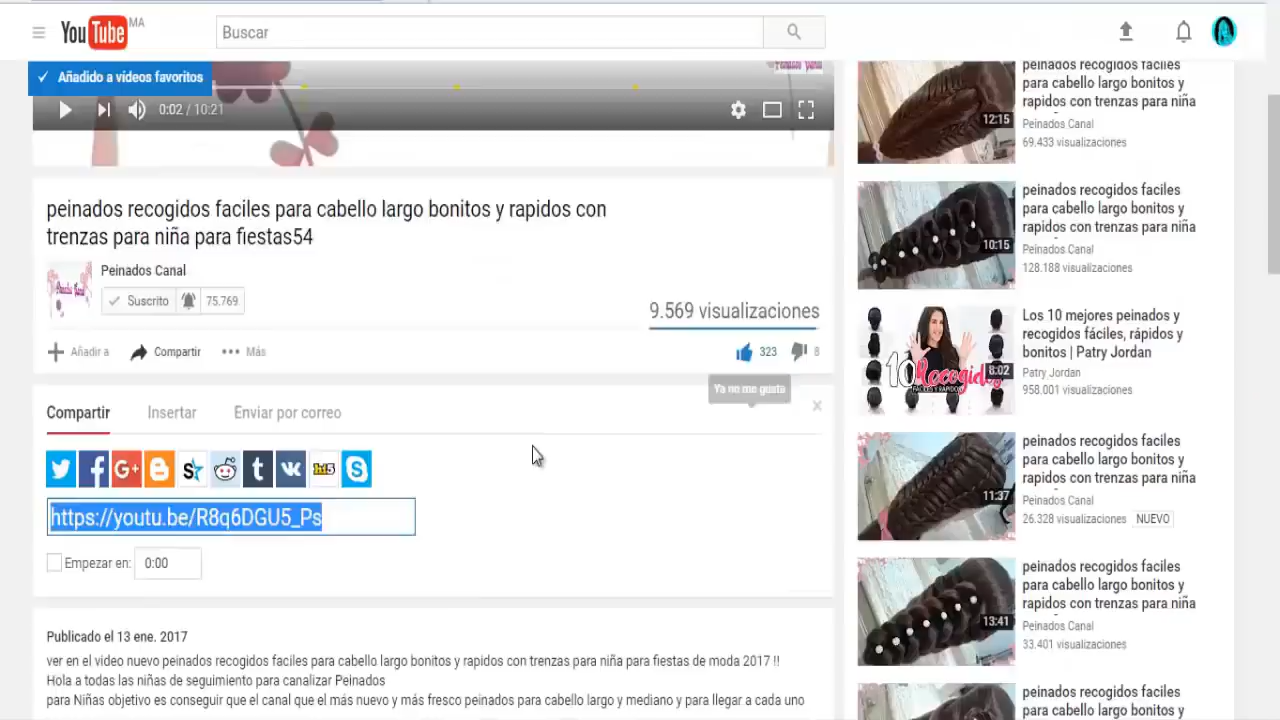 YouTube MA
Buscar
✓ Añadido a vídeos favoritos
0:02 / 10:21
peinados recogidos faciles para cabello largo bonitos y rapidos con
trenzas para niña para fiestas54
Peinados Canal
✓ Suscrito 75.769
9.569 visualizaciones
Añadir a Compartir ••• Más
323 8
Ya no me gusta
Compartir Insertar Enviar por correo
https://youtu.be/R8q6DGU5_Ps
Empezar en: 0:00
Publicado el 13 ene. 2017
ver en el video nuevo peinados recogidos faciles para cabello largo bonitos y rapidos con trenzas para niña para fiestas de moda 2017 !!
Hola a todas las niñas de seguimiento para canalizar Peinados
para Niñas objetivo es conseguir que el canal que el más nuevo y más fresco peinados para cabello largo y mediano y para llegar a cada uno
peinados recogidos faciles
para cabello largo bonitos y
rapidos con trenzas para niña
12:15
Peinados Canal
69.433 visualizaciones
peinados recogidos faciles
para cabello largo bonitos y
rapidos con trenzas para niña
10:15
Peinados Canal
128.188 visualizaciones
Los 10 mejores peinados y
recogidos fáciles, rápidos y
bonitos | Patry Jordan
10 Recogidos
8:02
Patry Jordan
958.001 visualizaciones
peinados recogidos faciles
para cabello largo bonitos y
rapidos con trenzas para niña
11:37
Peinados Canal
26.328 visualizaciones NUEVO
peinados recogidos faciles
para cabello largo bonitos y
rapidos con trenzas para niña
13:41
Peinados Canal
33.401 visualizaciones
peinados recogidos faciles
para cabello largo bonitos y